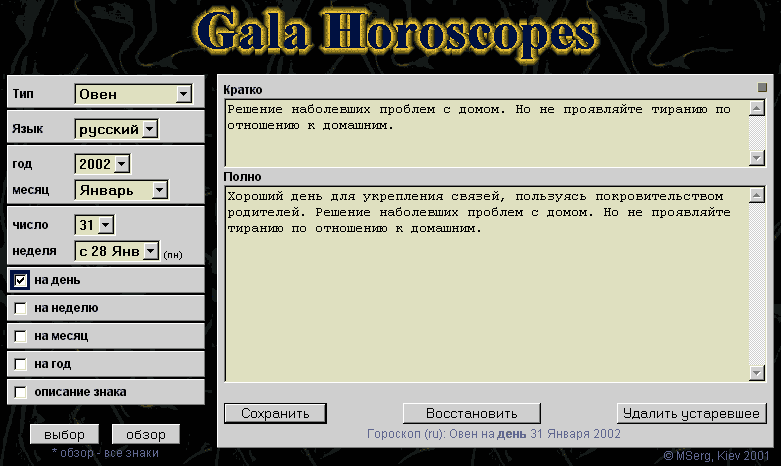 Gala Horoscopes
Тип Овен
Язык русский
год 2002
месяц Январь
число 31
неделя с 28 Янв (пн)
на день
на неделю
на месяц
на год
описание знака
выбор обзор
* обзор - все знаки
Кратко
Решение наболевших проблем с домом. Но не проявляйте тиранию по
отношению к домашним.
Полно
Хороший день для укрепления связей, пользуясь покровительством
родителей. Решение наболевших проблем с домом. Но не проявляйте
тиранию по отношению к домашним.
Сохранить Восстановить Удалить устаревшее
Гороскоп (ru): Овен на день 31 Января 2002
© MSerg, Kiev 2001